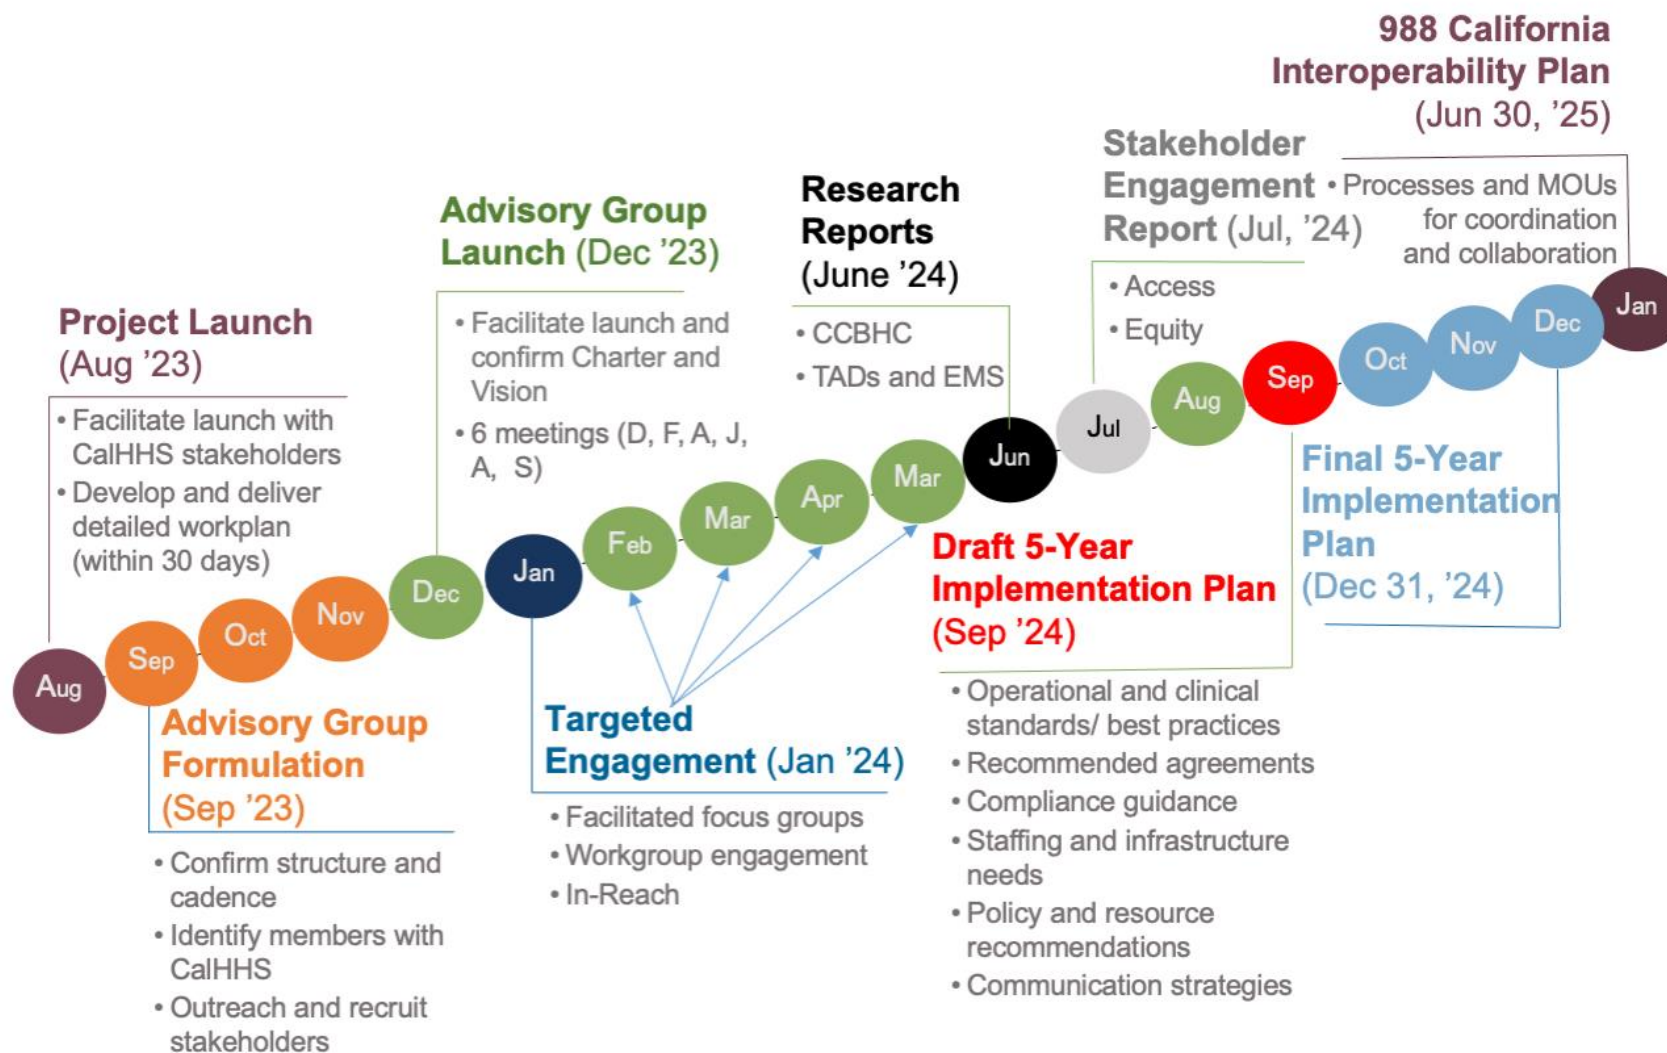 988 California
Interoperability Plan
(Jun 30, ’25)
• Processes and MOUs
for coordination
and collaboration
Stakeholder
Engagement
Report (Jul, ’24)
• Access
• Equity
Research
Reports
(June ’24)
• CCBHC
• TADs and EMS
Advisory Group
Launch (Dec ’23)
• Facilitate launch and
confirm Charter and
Vision
• 6 meetings (D, F, A, J,
A, S)
Project Launch
(Aug ’23)
• Facilitate launch with
CalHHS stakeholders
• Develop and deliver
detailed workplan
(within 30 days)
Aug
Sep
Oct
Nov
Dec
Jan
Feb
Mar
Apr
Mar
Jun
Jul
Aug
Sep
Oct
Nov
Dec
Jan
Advisory Group
Formulation
(Sep ’23)
• Confirm structure and
cadence
• Identify members with
CalHHS
• Outreach and recruit
stakeholders
Targeted
Engagement (Jan ’24)
• Facilitated focus groups
• Workgroup engagement
• In-Reach
Draft 5-Year
Implementation Plan
(Sep ’24)
• Operational and clinical
standards/ best practices
• Recommended agreements
• Compliance guidance
• Staffing and infrastructure
needs
• Policy and resource
recommendations
• Communication strategies
Final 5-Year
Implementation
Plan
(Dec 31, ’24)